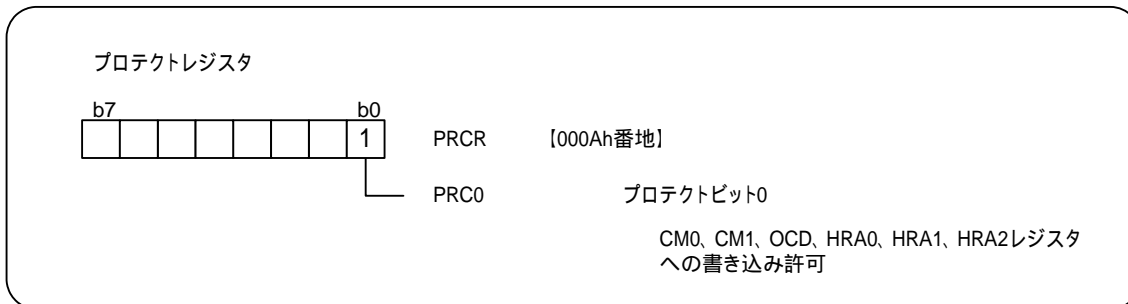 プロテクトレジスタ
b7 b0
1 PRCR 【000Ah番地】
PRC0 プロテクトビット0
CM0、CM1、OCD、HRA0、HRA1、HRA2レジスタ
への書き込み許可